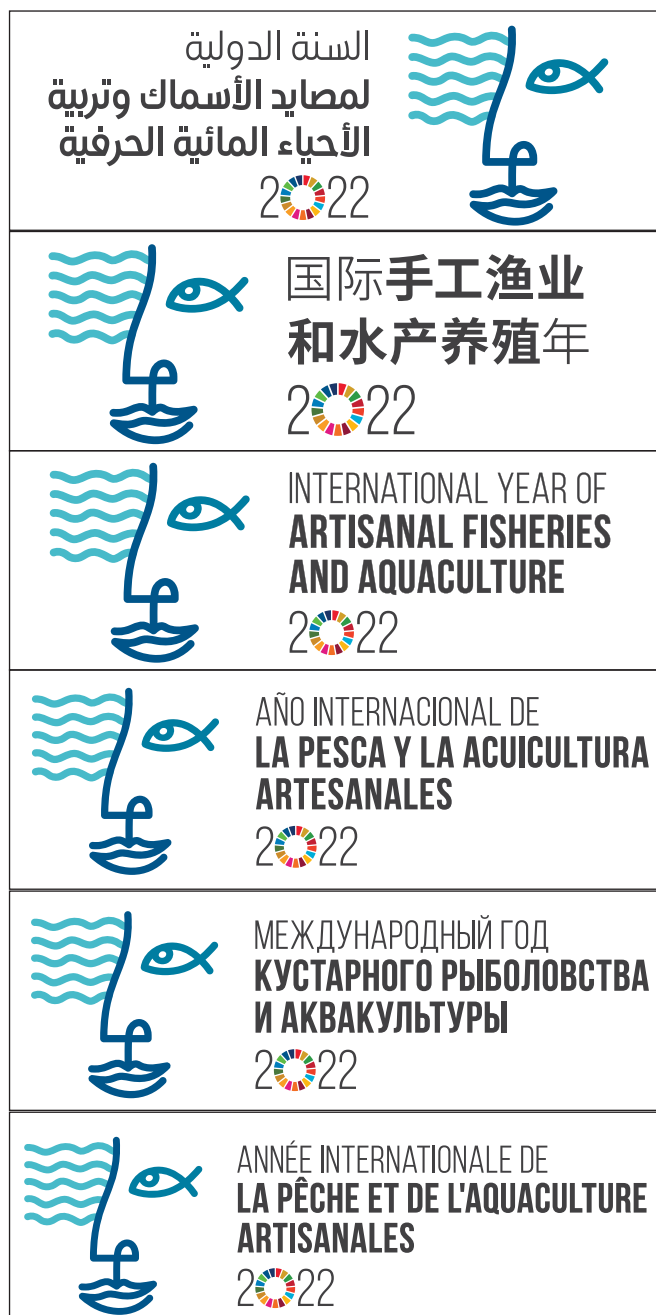 السنة الدولية
لمصايد الأسماك وتربية
الأحياء المائية الحرفية
2022
国际手工渔业
和水产养殖年
2022
INTERNATIONAL YEAR OF
ARTISANAL FISHERIES
AND AQUACULTURE
2022
AÑO INTERNACIONAL DE
LA PESCA Y LA ACUICULTURA
ARTESANALES
2022
МЕЖДУНАРОДНЫЙ ГОД
КУСТАРНОГО РЫБОЛОВСТВА
И АКВАКУЛЬТУРЫ
2022
ANNÉE INTERNATIONALE DE
LA PÊCHE ET DE L'AQUACULTURE
ARTISANALES
2022